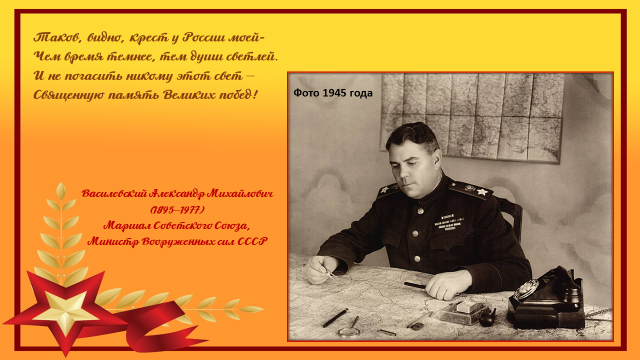 Таков, видно, крест у России моей-
Чем время темнее, тем души светлей.
И не погасить никому этот свет –
Священную память Великих побед!
Фото 1945 года
Василевский Александр Михайлович
(1895–1977)
Маршал Советского Союза,
Министр Вооруженных сил СССР